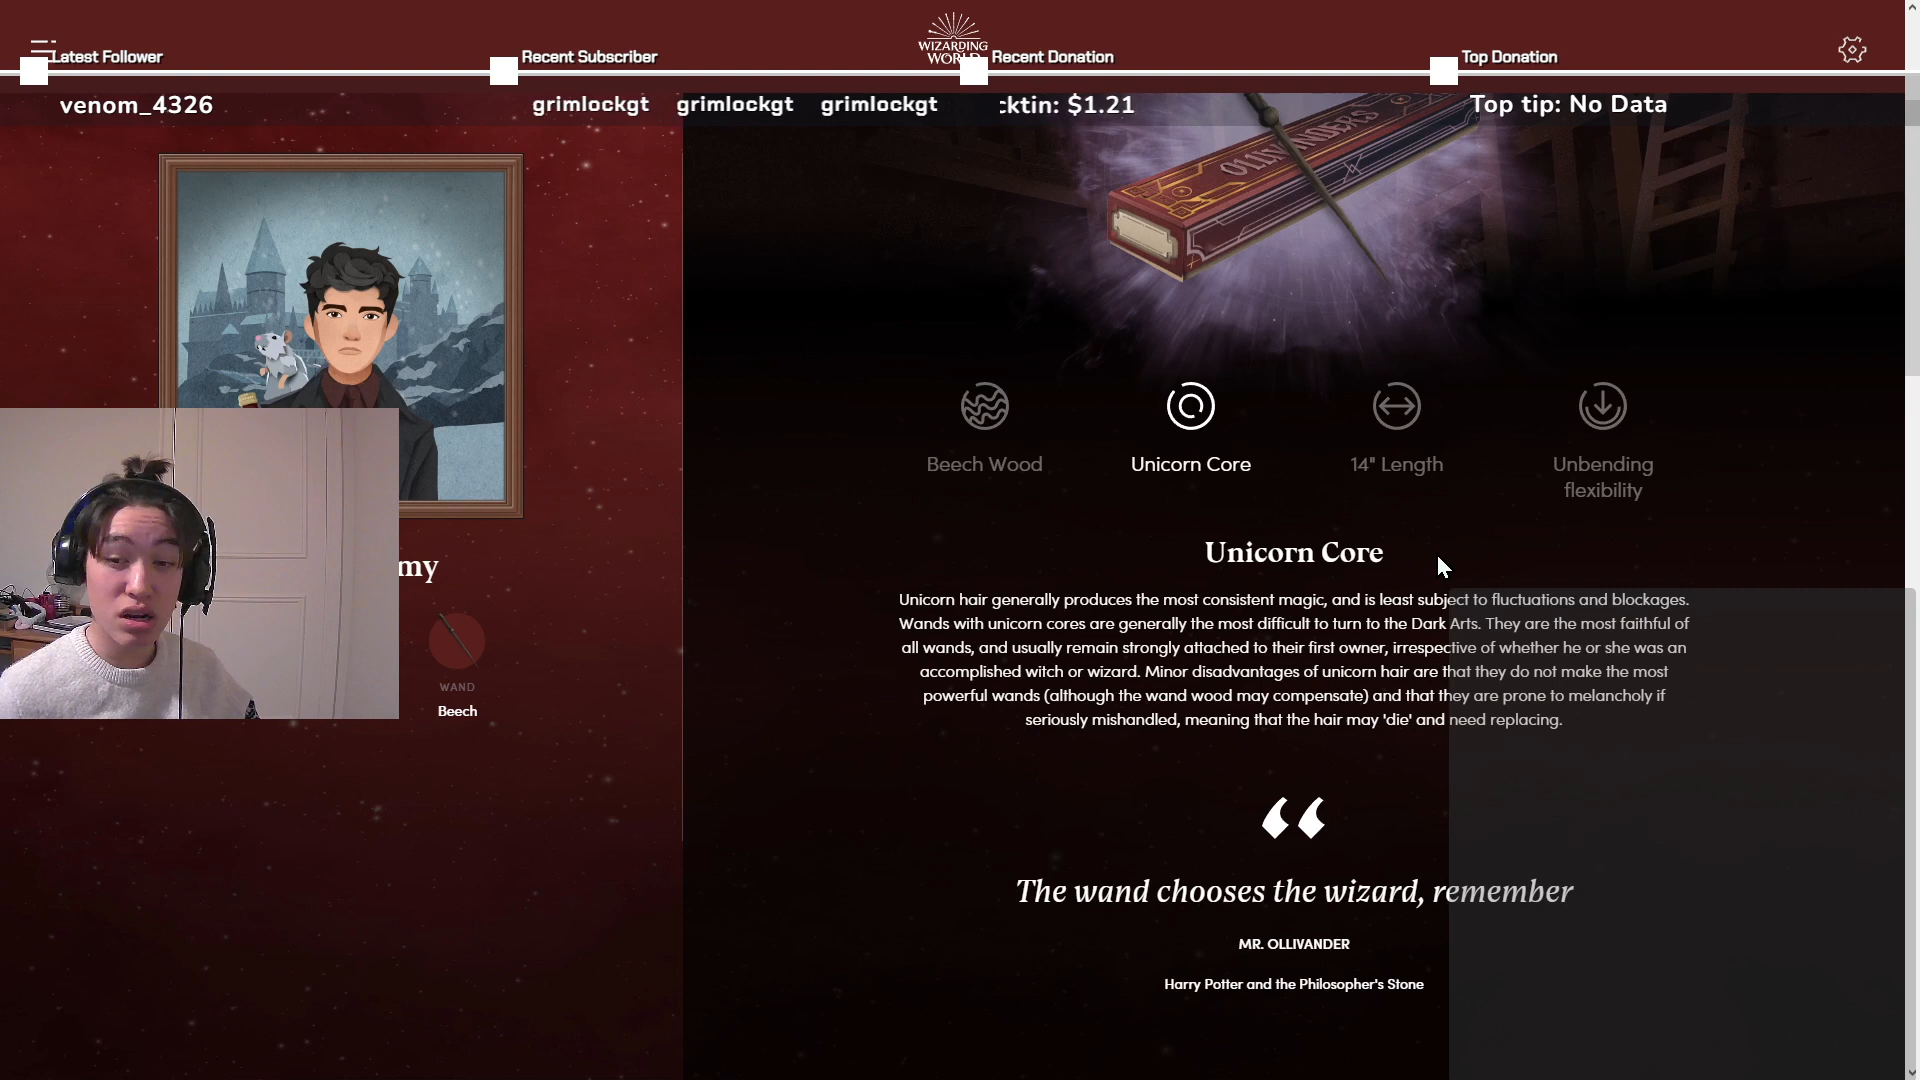 WIZARDING
WORLD
Latest Follower
Recent Subscriber
Recent Donation
Top Donation
venom_4326
grimlockgt grimlockgt grimlockgt
cktin: $1.21
Top tip: No Data
OLLIVANDERS
Beech Wood
Unicorn Core
14" Length
Unbending
flexibility
Unicorn Core
my
Unicorn hair generally produces the most consistent magic, and is least subject to fluctuations and blockages.
Wands with unicorn cores are generally the most difficult to turn to the Dark Arts. They are the most faithful of
all wands, and usually remain strongly attached to their first owner, irrespective of whether he or she was an
accomplished witch or wizard. Minor disadvantages of unicorn hair are that they do not make the most
powerful wands (although the wand wood may compensate) and that they are prone to melancholy if
seriously mishandled, meaning that the hair may 'die' and need replacing.
WAND
Beech
“
The wand chooses the wizard, remember
MR. OLLIVANDER
Harry Potter and the Philosopher's Stone